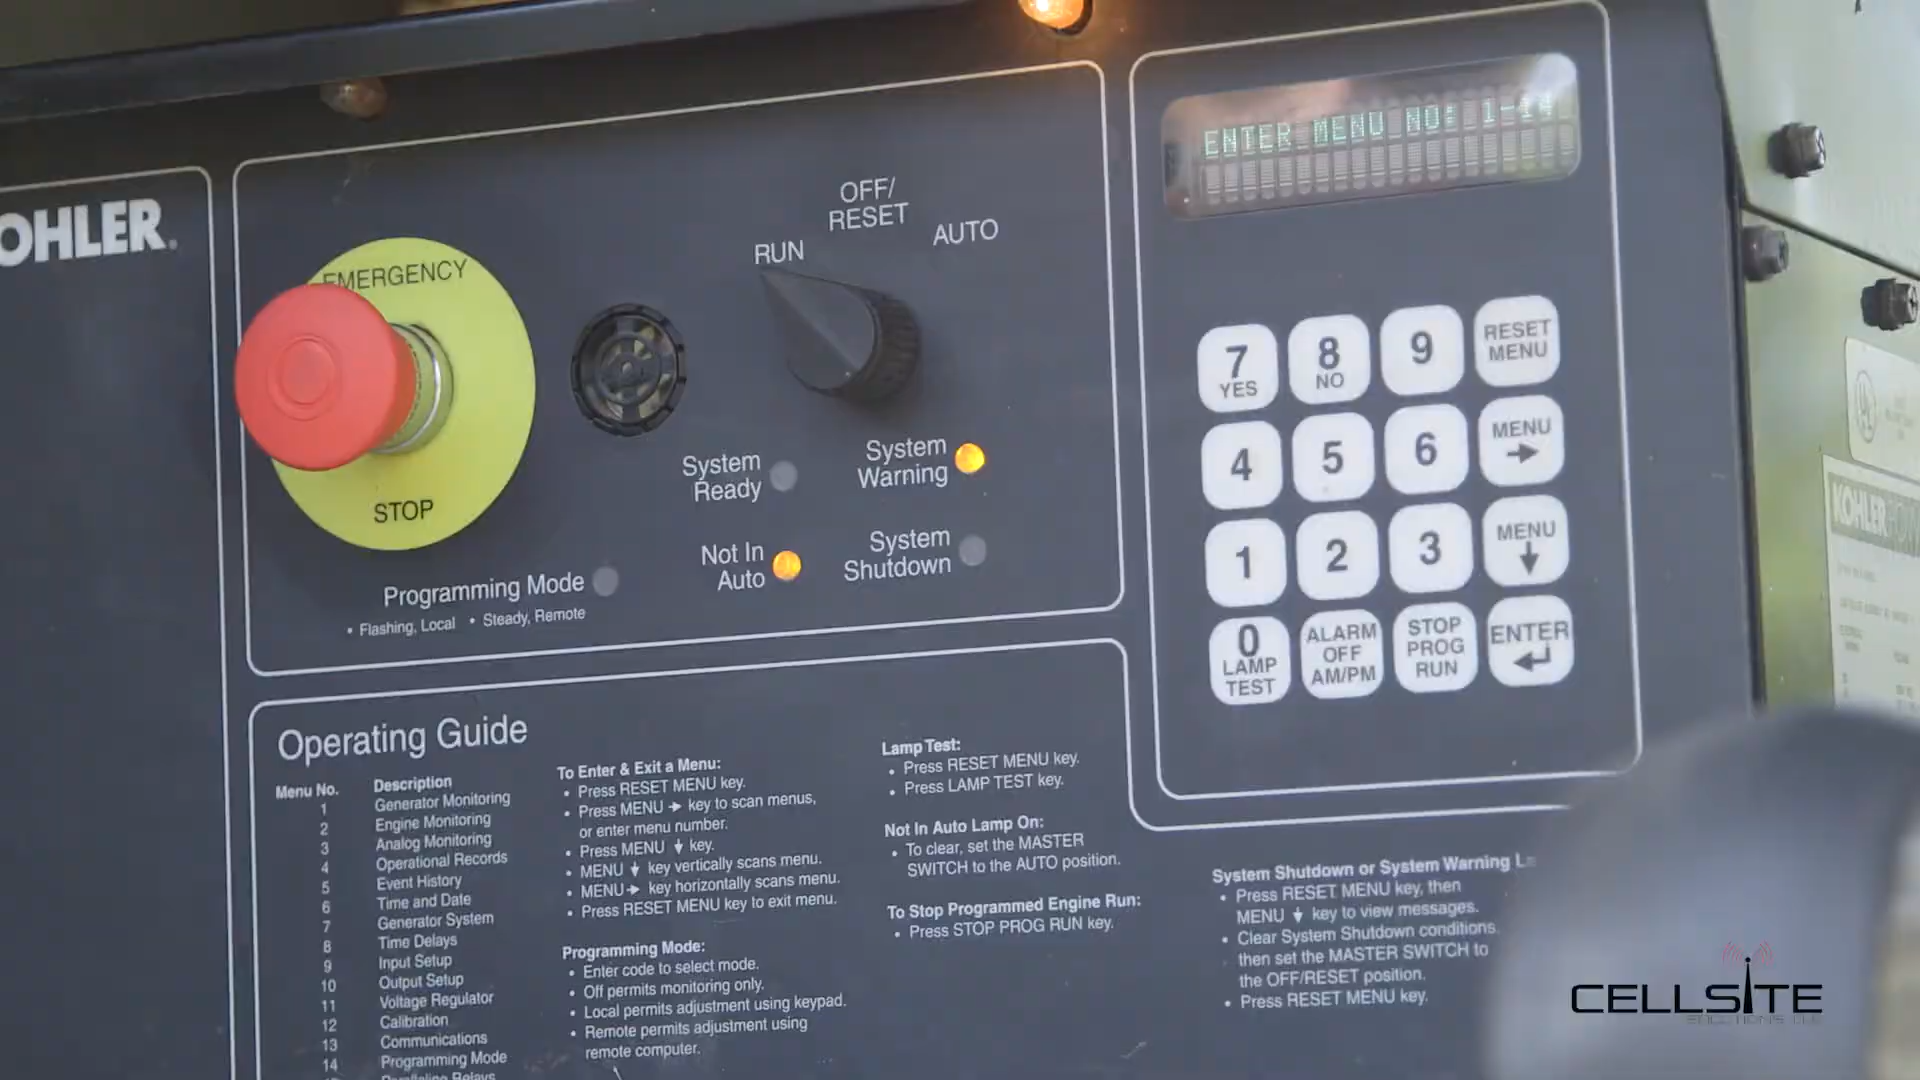 OHLER.
EMERGENCY
STOP
RUN
OFF/
RESET
AUTO
System
Ready
System
Warning
Not In
Auto
System
Shutdown
Programming Mode
• Flashing, Local • Steady, Remote
ENTER MENU NO: 1-14
7
YES
8
NO
9
RESET
MENU
4
5
6
MENU
→
1
2
3
MENU
↓
0
LAMP
TEST
ALARM
OFF
AM/PM
STOP
PROG
RUN
ENTER
↵
Operating Guide
Menu No. Description
1 Generator Monitoring
2 Engine Monitoring
3 Analog Monitoring
4 Operational Records
5 Event History
6 Time and Date
7 Generator System
8 Time Delays
9 Input Setup
10 Output Setup
11 Voltage Regulator
12 Calibration
13 Communications
14 Programming Mode
To Enter & Exit a Menu:
• Press RESET MENU key.
• Press MENU → key to scan menus,
or enter menu number.
• Press MENU ↓ key.
• MENU ↓ key vertically scans menu.
• MENU → key horizontally scans menu.
• Press RESET MENU key to exit menu.
Programming Mode:
• Enter code to select mode.
• Off permits monitoring only.
• Local permits adjustment using keypad.
• Remote permits adjustment using
remote computer.
Lamp Test:
• Press RESET MENU key.
• Press LAMP TEST key.
Not In Auto Lamp On:
• To clear, set the MASTER
SWITCH to the AUTO position.
To Stop Programmed Engine Run:
• Press STOP PROG RUN key.
System Shutdown or System Warning
• Press RESET MENU key, then
MENU ↓ key to view messages.
• Clear System Shutdown conditions,
then set the MASTER SWITCH to
the OFF/RESET position.
• Press RESET MENU key.
KOHLER
CELLSITE